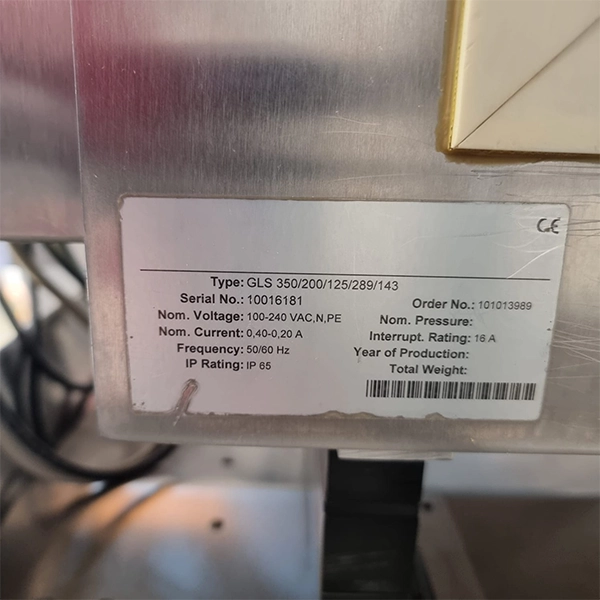 CE
Type: GLS 350/200/125/289/143
Serial No.: 10016181
Nom. Voltage: 100-240 VAC,N,PE
Nom. Current: 0,40-0,20 A
Frequency: 50/60 Hz
IP Rating: IP 65
Order No.: 101013989
Nom. Pressure:
Interrupt. Rating: 16 A
Year of Production:
Total Weight: